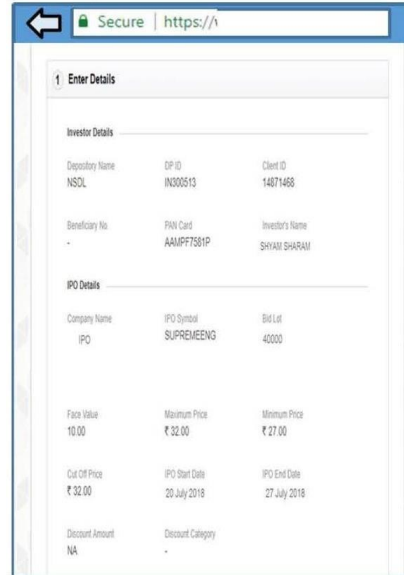 Secure | https://
1 Enter Details
Investor Details
Depository Name DP ID Client ID
NSDL IN300513 14871468
Beneficiary No. PAN Card Investor's Name
- AAMPF7581P SHYAM SHARAM
IPO Details
Company Name IPO Symbol Bid Lot
IPO SUPREMEENG 40000
Face Value Maximum Price Minimum Price
10.00 ₹ 32.00 ₹ 27.00
Cut Off Price IPO Start Date IPO End Date
₹ 32.00 20 July 2018 27 July 2018
Discount Amount Discount Category
NA -